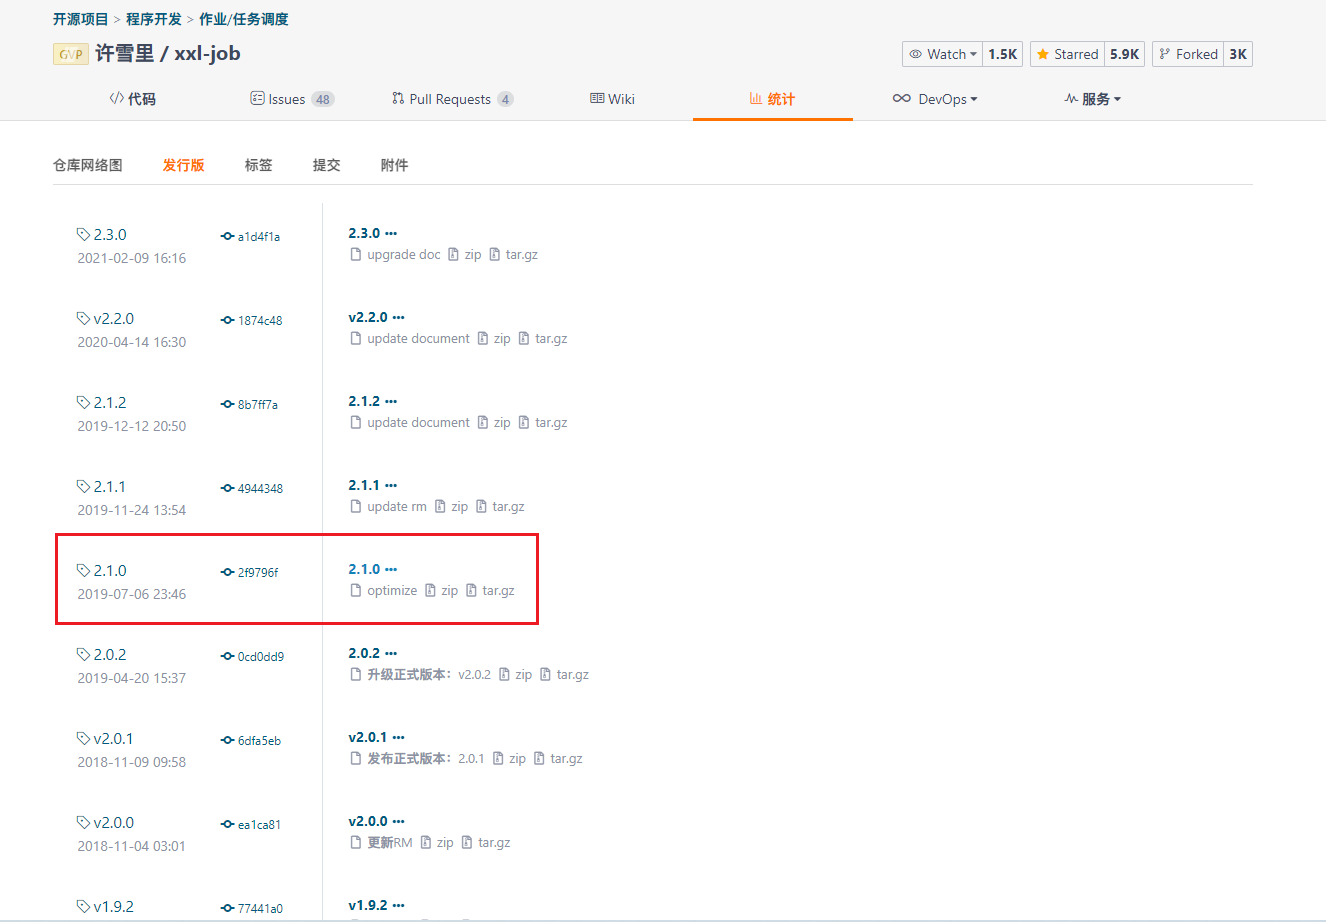 开源项目 > 程序开发 > 作业/任务调度
GVP 许雪里 / xxl-job
Watch 1.5K Starred 5.9K Forked 3K
代码 Issues 48 Pull Requests 4 Wiki 统计 DevOps 服务
仓库网络图 发行版 标签 提交 附件
2.3.0 a1d4f1a 2.3.0 •••
2021-02-09 16:16 upgrade doc zip tar.gz
v2.2.0 1874c48 v2.2.0 •••
2020-04-14 16:30 update document zip tar.gz
2.1.2 8b7ff7a 2.1.2 •••
2019-12-12 20:50 update document zip tar.gz
2.1.1 4944348 2.1.1 •••
2019-11-24 13:54 update rm zip tar.gz
2.1.0 2f9796f 2.1.0 •••
2019-07-06 23:46 optimize zip tar.gz
2.0.2 0cd0dd9 2.0.2 •••
2019-04-20 15:37 升级正式版本：v2.0.2 zip tar.gz
v2.0.1 6dfa5eb v2.0.1 •••
2018-11-09 09:58 发布正式版本：2.0.1 zip tar.gz
v2.0.0 ea1ca81 v2.0.0 •••
2018-11-04 03:01 更新RM zip tar.gz
v1.9.2 77441a0 v1.9.2 •••